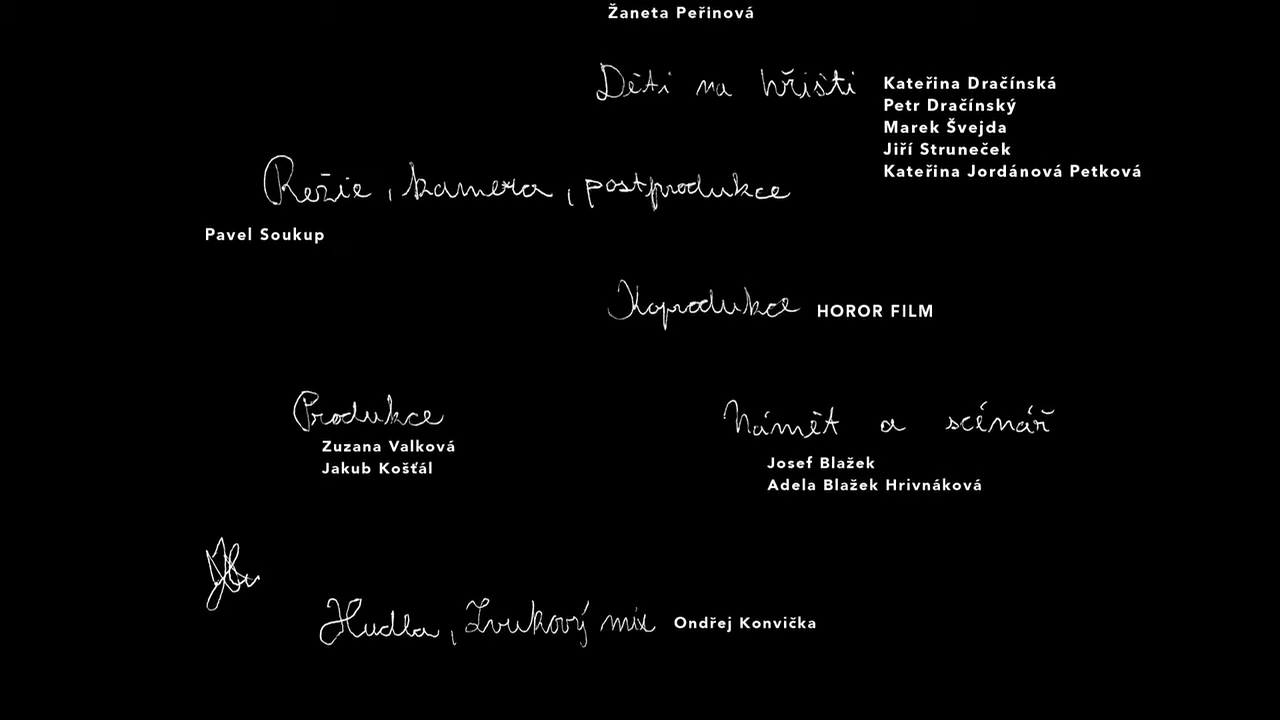 Žaneta Peřinová
Děti na hřišti
Kateřina Dračínská
Petr Dračínský
Marek Švejda
Jiří Struneček
Kateřina Jordánová Petková
Režie, kamera, postprodukce
Pavel Soukup
Koprodukce HOROR FILM
Produkce
Zuzana Valková
Jakub Košťál
Námět a scénář
Josef Blažek
Adela Blažek Hrivnáková
Hudba, Zvukový mix Ondřej Konvička